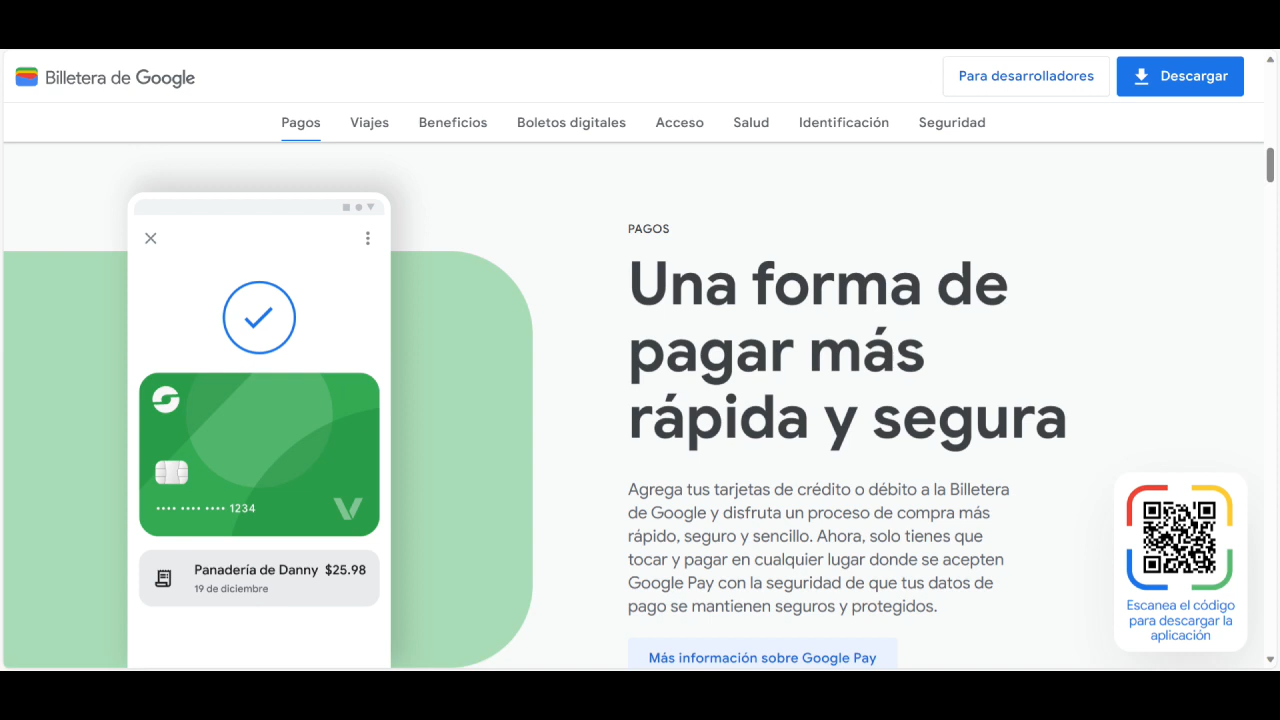 Billetera de Google
Para desarrolladores
Descargar
Pagos
Viajes
Beneficios
Boletos digitales
Acceso
Salud
Identificación
Seguridad
•••• •••• •••• 1234
Panadería de Danny $25.98
19 de diciembre
PAGOS
Una forma de
pagar más
rápida y segura
Agrega tus tarjetas de crédito o débito a la Billetera
de Google y disfruta un proceso de compra más
rápido, seguro y sencillo. Ahora, solo tienes que
tocar y pagar en cualquier lugar donde se acepten
Google Pay con la seguridad de que tus datos de
pago se mantienen seguros y protegidos.
Más información sobre Google Pay
Escanea el código
para descargar la
aplicación